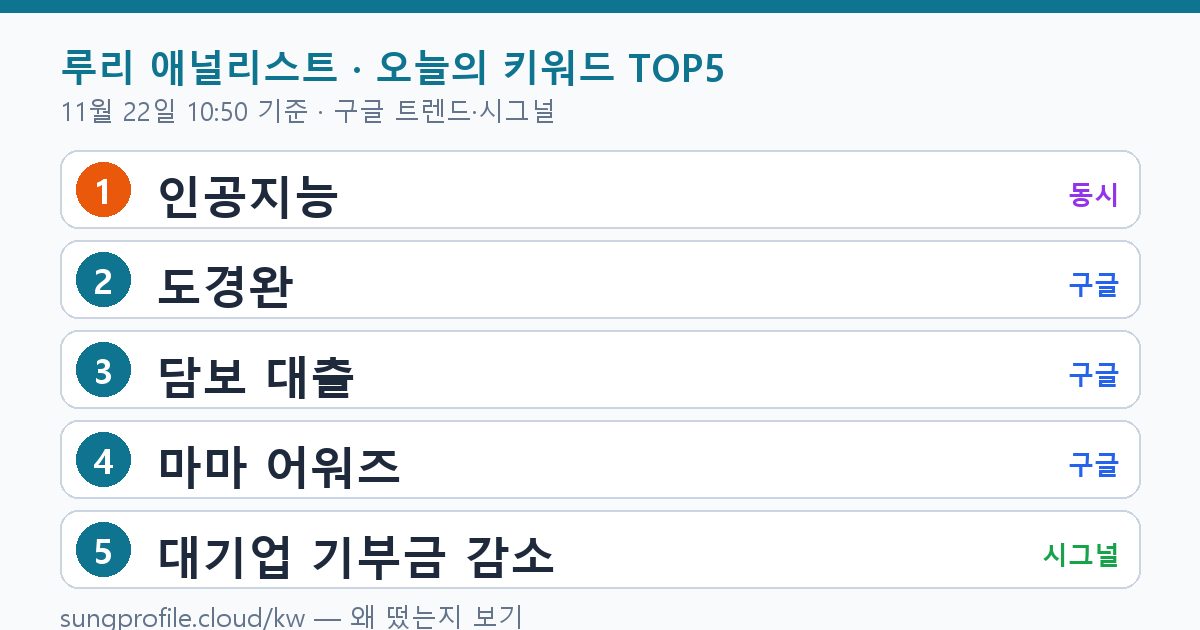 루리 애널리스트 · 오늘의 키워드 TOP5
11월 22일 10:50 기준 · 구글 트렌드·시그널
1 인공지능 동시
2 도경완 구글
3 담보 대출 구글
4 마마 어워즈 구글
5 대기업 기부금 감소 시그널
sungprofile.cloud/kw — 왜 떴는지 보기